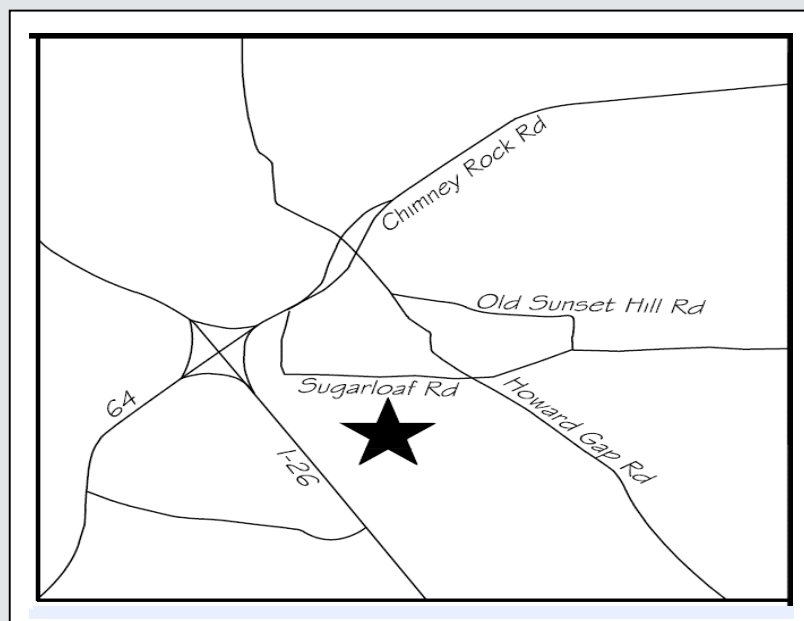 Chimney Rock Rd
Old Sunset Hill Rd
Sugarloaf Rd
Howard Gap Rd
64
I-26